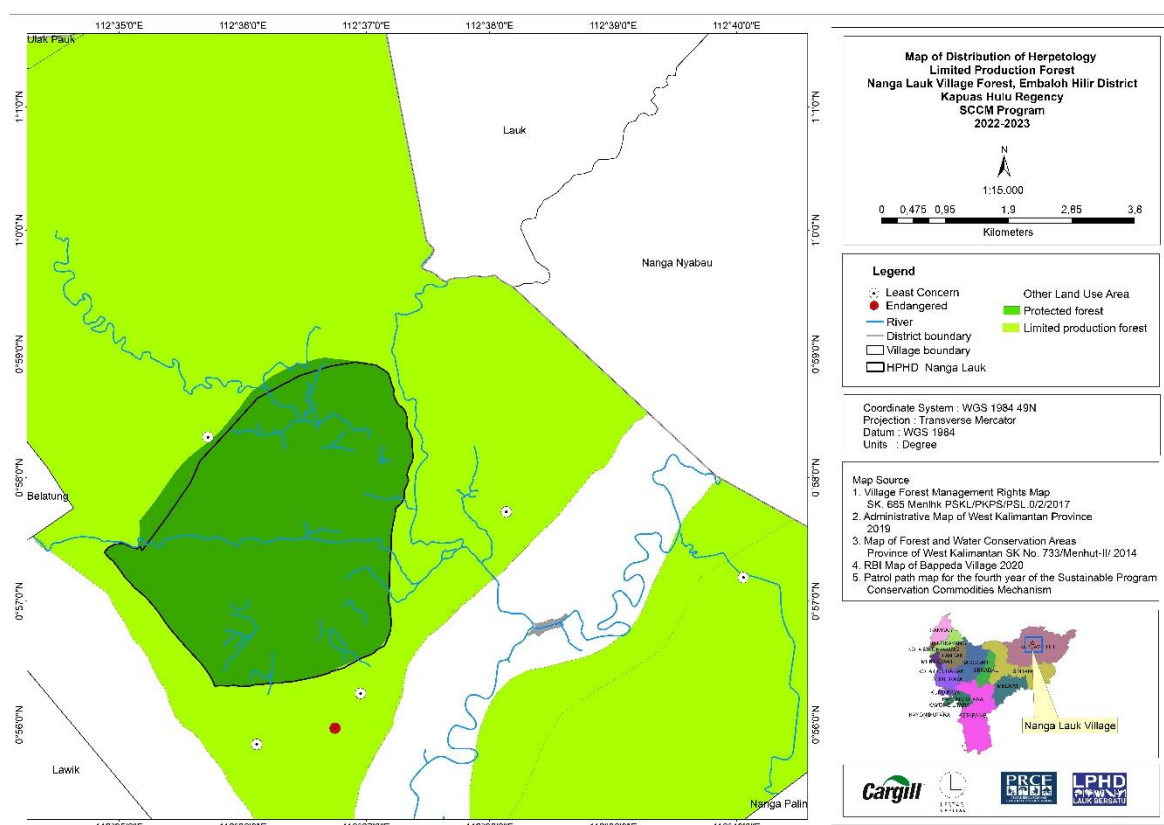 112°35'0"E
112°36'0"E
112°37'0"E
112°38'0"E
112°39'0"E
112°40'0"E
Ulak Pauk
Lauk
Nanga Nyabau
Belatung
Lawik
Nanga Palin
1°1'0"N
1°0'0"N
0°59'0"N
0°58'0"N
0°57'0"N
0°56'0"N
1°1'0"N
1°0'0"N
0°59'0"N
0°58'0"N
0°57'0"N
0°56'0"N
Map of Distribution of Herpetology
Limited Production Forest
Nanga Lauk Village Forest, Embaloh Hilir District
Kapuas Hulu Regency
SCCM Program
2022-2023
N
1:15.000
0 0,475 0,95 1,9 2,85 3,8
Kilometers
Legend
Least Concern
Endangered
River
District boundary
Village boundary
HPHD Nanga Lauk
Other Land Use Area
Protected forest
Limited production forest
Coordinate System : WGS 1984 49N
Projection : Transverse Mercator
Datum : WGS 1984
Units : Degree
Map Source
1. Village Forest Management Rights Map
SK. 685 Menlhk PSKL/PKPS/PSL.0/2/2017
2. Administrative Map of West Kalimantan Province
2019
3. Map of Forest and Water Conservation Areas
Province of West Kalimantan SK No. 733/Menhut-II/ 2014
4. RBI Map of Bappeda Village 2020
5. Patrol path map for the fourth year of the Sustainable Program
Conservation Commodities Mechanism
Nanga Lauk Village
Cargill
PRCF
LPHD
LAUK BERSATU